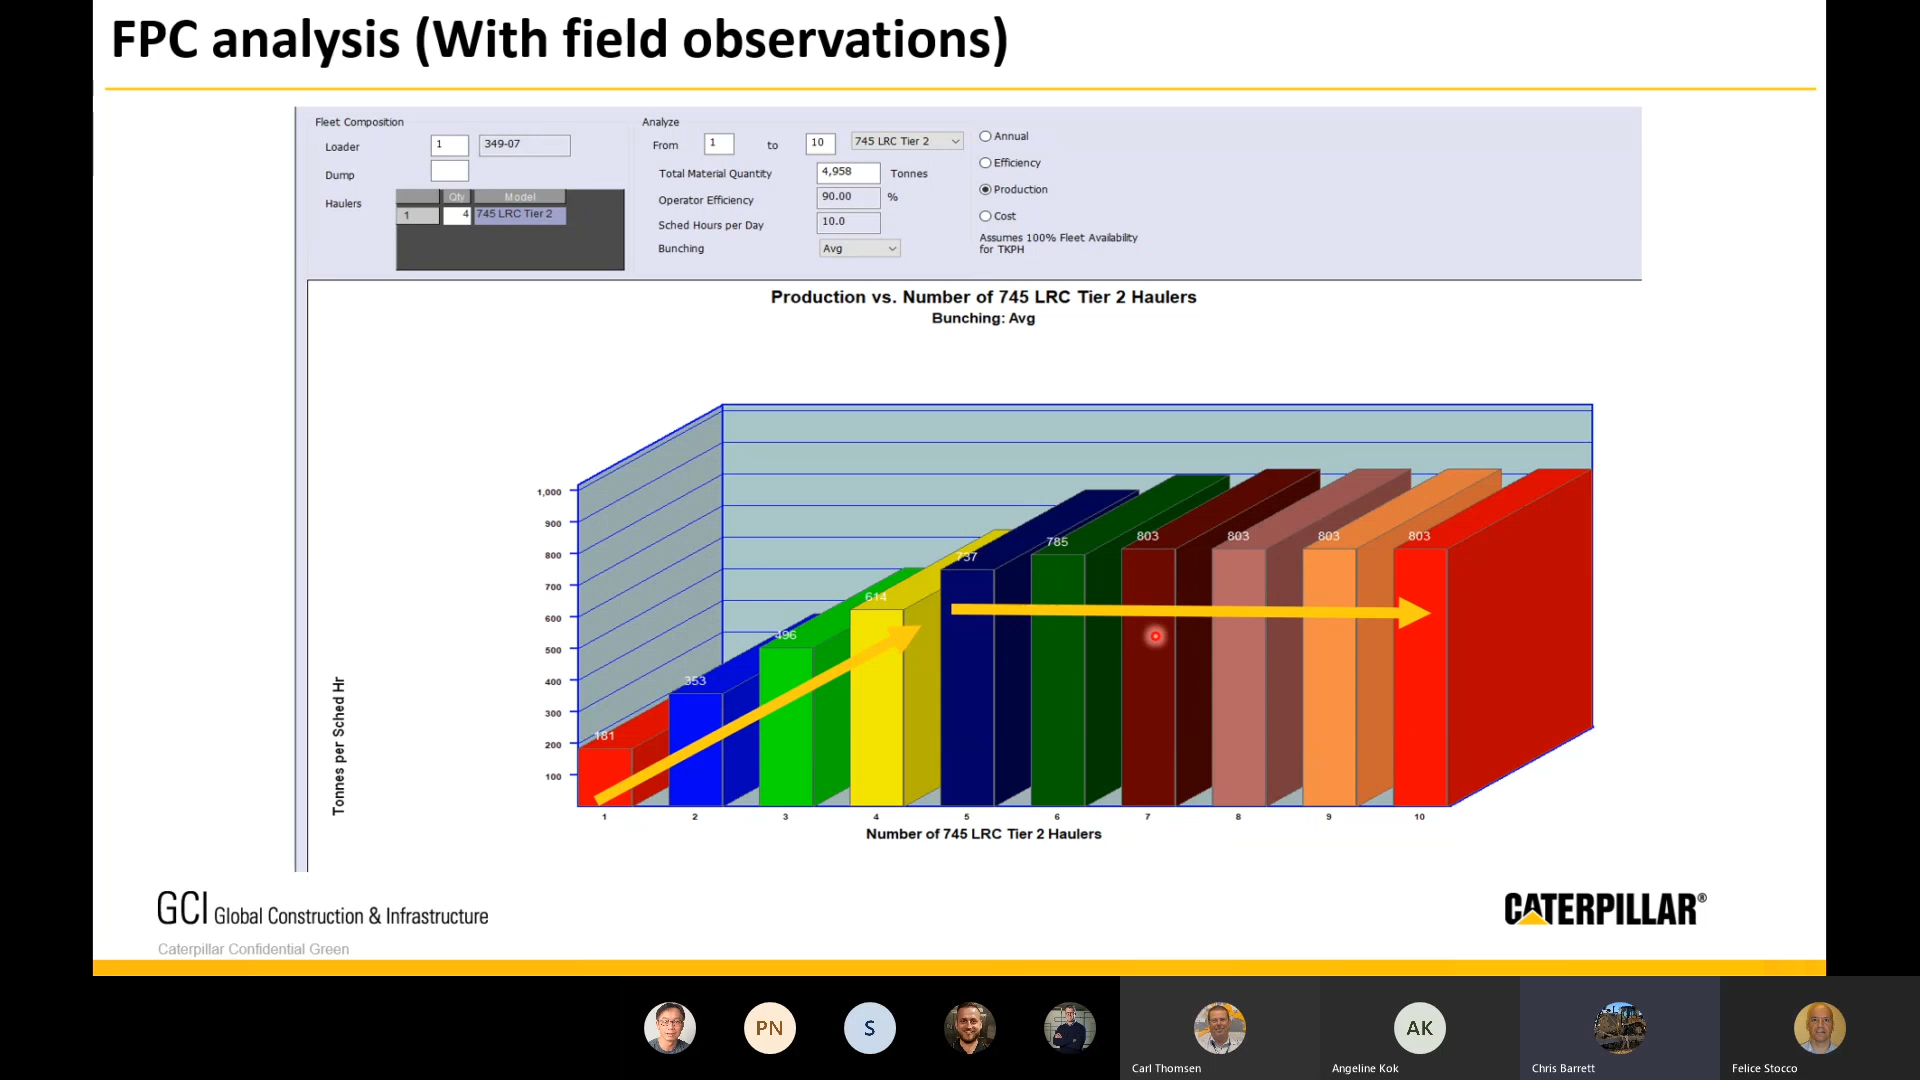 FPC analysis (With field observations)
Fleet Composition
Loader
1
349-07
Dump
Haulers
Qty
Model
1
4
745 LRC Tier 2
Analyze
From
1
to
10
745 LRC Tier 2
Total Material Quantity
4,958
Tonnes
Operator Efficiency
90.00
%
Sched Hours per Day
10.0
Bunching
Avg
Annual
Efficiency
Production
Cost
Assumes 100% Fleet Availability
for TKPH
Production vs. Number of 745 LRC Tier 2 Haulers
Bunching: Avg
Tonnes per Sched Hr
1,000
900
800
700
600
500
400
300
200
100
181
353
496
614
737
785
803
803
803
803
1
2
3
4
5
6
7
8
9
10
Number of 745 LRC Tier 2 Haulers
GCI Global Construction & Infrastructure
Caterpillar Confidential Green
CATERPILLAR®
PN
S
AK
Carl Thomsen
Angeline Kok
Chris Barrett
Felice Stocco